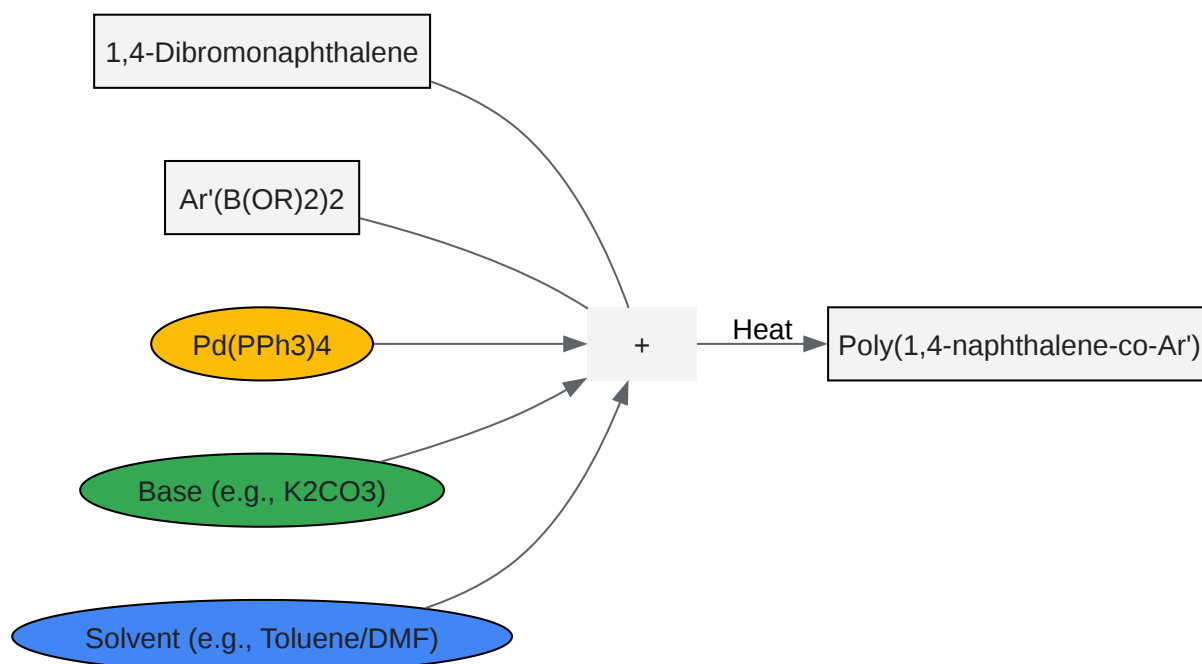 1,4-Dibromonaphthalene
Ar'(B(OR)2)2
Pd(PPh3)4
+
Heat
Poly(1,4-naphthalene-co-Ar')
Base (e.g., K2CO3)
Solvent (e.g., Toluene/DMF)